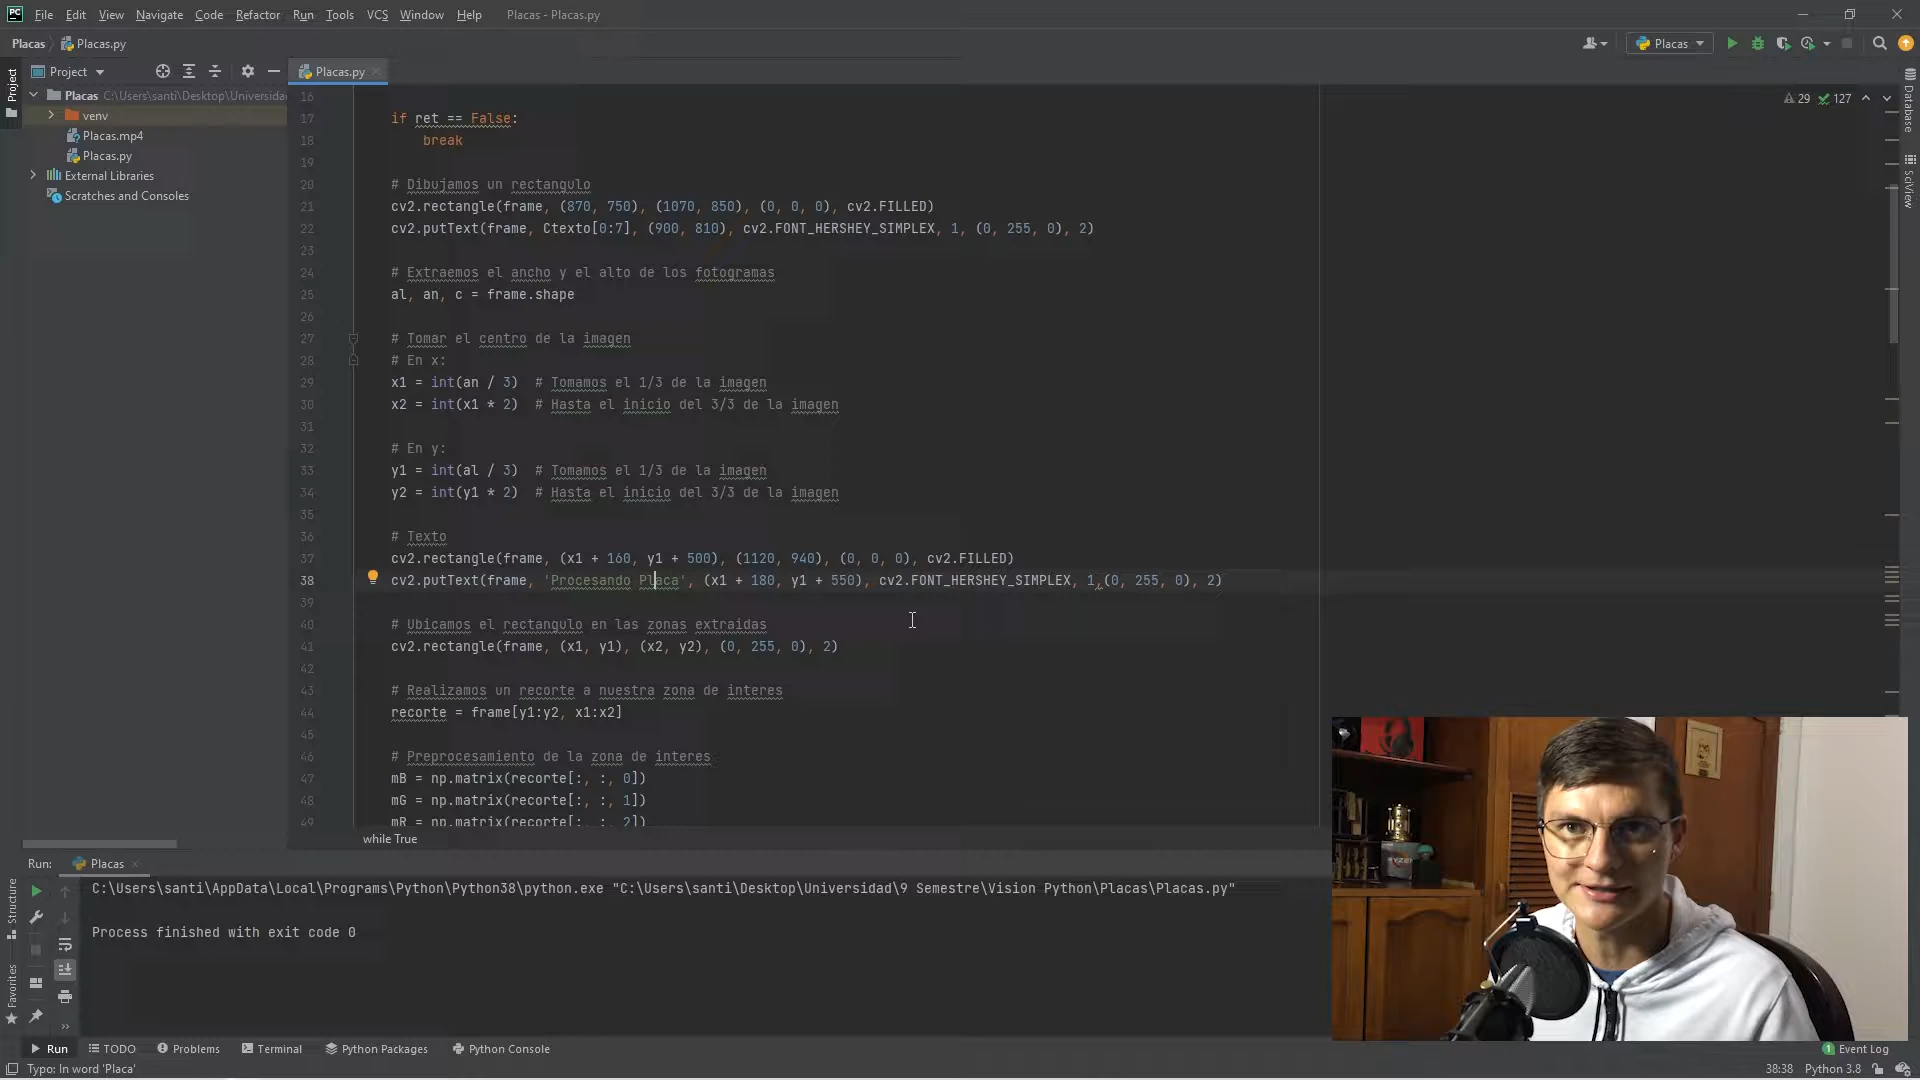 PC File Edit View Navigate Code Refactor Run Tools VCS Window Help Placas - Placas.py
Placas Placas.py Placas
Project Placas.py
Placas C:\Users\santi\Desktop\Universidad
venv
Placas.mp4
Placas.py
External Libraries
Scratches and Consoles
Project
Structure
Favorites
Database
SciView
29 127
16
17 if ret == False:
18 break
19
20 # Dibujamos un rectangulo
21 cv2.rectangle(frame, (870, 750), (1070, 850), (0, 0, 0), cv2.FILLED)
22 cv2.putText(frame, Ctexto[0:7], (900, 810), cv2.FONT_HERSHEY_SIMPLEX, 1, (0, 255, 0), 2)
23
24 # Extraemos el ancho y el alto de los fotogramas
25 al, an, c = frame.shape
26
27 # Tomar el centro de la imagen
28 # En x:
29 x1 = int(an / 3) # Tomamos el 1/3 de la imagen
30 x2 = int(x1 * 2) # Hasta el inicio del 3/3 de la imagen
31
32 # En y:
33 y1 = int(al / 3) # Tomamos el 1/3 de la imagen
34 y2 = int(y1 * 2) # Hasta el inicio del 3/3 de la imagen
35
36 # Texto
37 cv2.rectangle(frame, (x1 + 160, y1 + 500), (1120, 940), (0, 0, 0), cv2.FILLED)
38 cv2.putText(frame, 'Procesando Placa', (x1 + 180, y1 + 550), cv2.FONT_HERSHEY_SIMPLEX, 1,(0, 255, 0), 2)
39
40 # Ubicamos el rectangulo en las zonas extraidas
41 cv2.rectangle(frame, (x1, y1), (x2, y2), (0, 255, 0), 2)
42
43 # Realizamos un recorte a nuestra zona de interes
44 recorte = frame[y1:y2, x1:x2]
45
46 # Preprocesamiento de la zona de interes
47 mB = np.matrix(recorte[:, :, 0])
48 mG = np.matrix(recorte[:, :, 1])
49 mR = np.matrix(recorte[:, :, 2])
while True
Run: Placas
C:\Users\santi\AppData\Local\Programs\Python\Python38\python.exe "C:\Users\santi\Desktop\Universidad\9 Semestre\Vision Python\Placas\Placas.py"
Process finished with exit code 0
RYZEN
Run TODO Problems Terminal Python Packages Python Console 1 Event Log
Typo: In word 'Placa' 38:38 Python 3.8